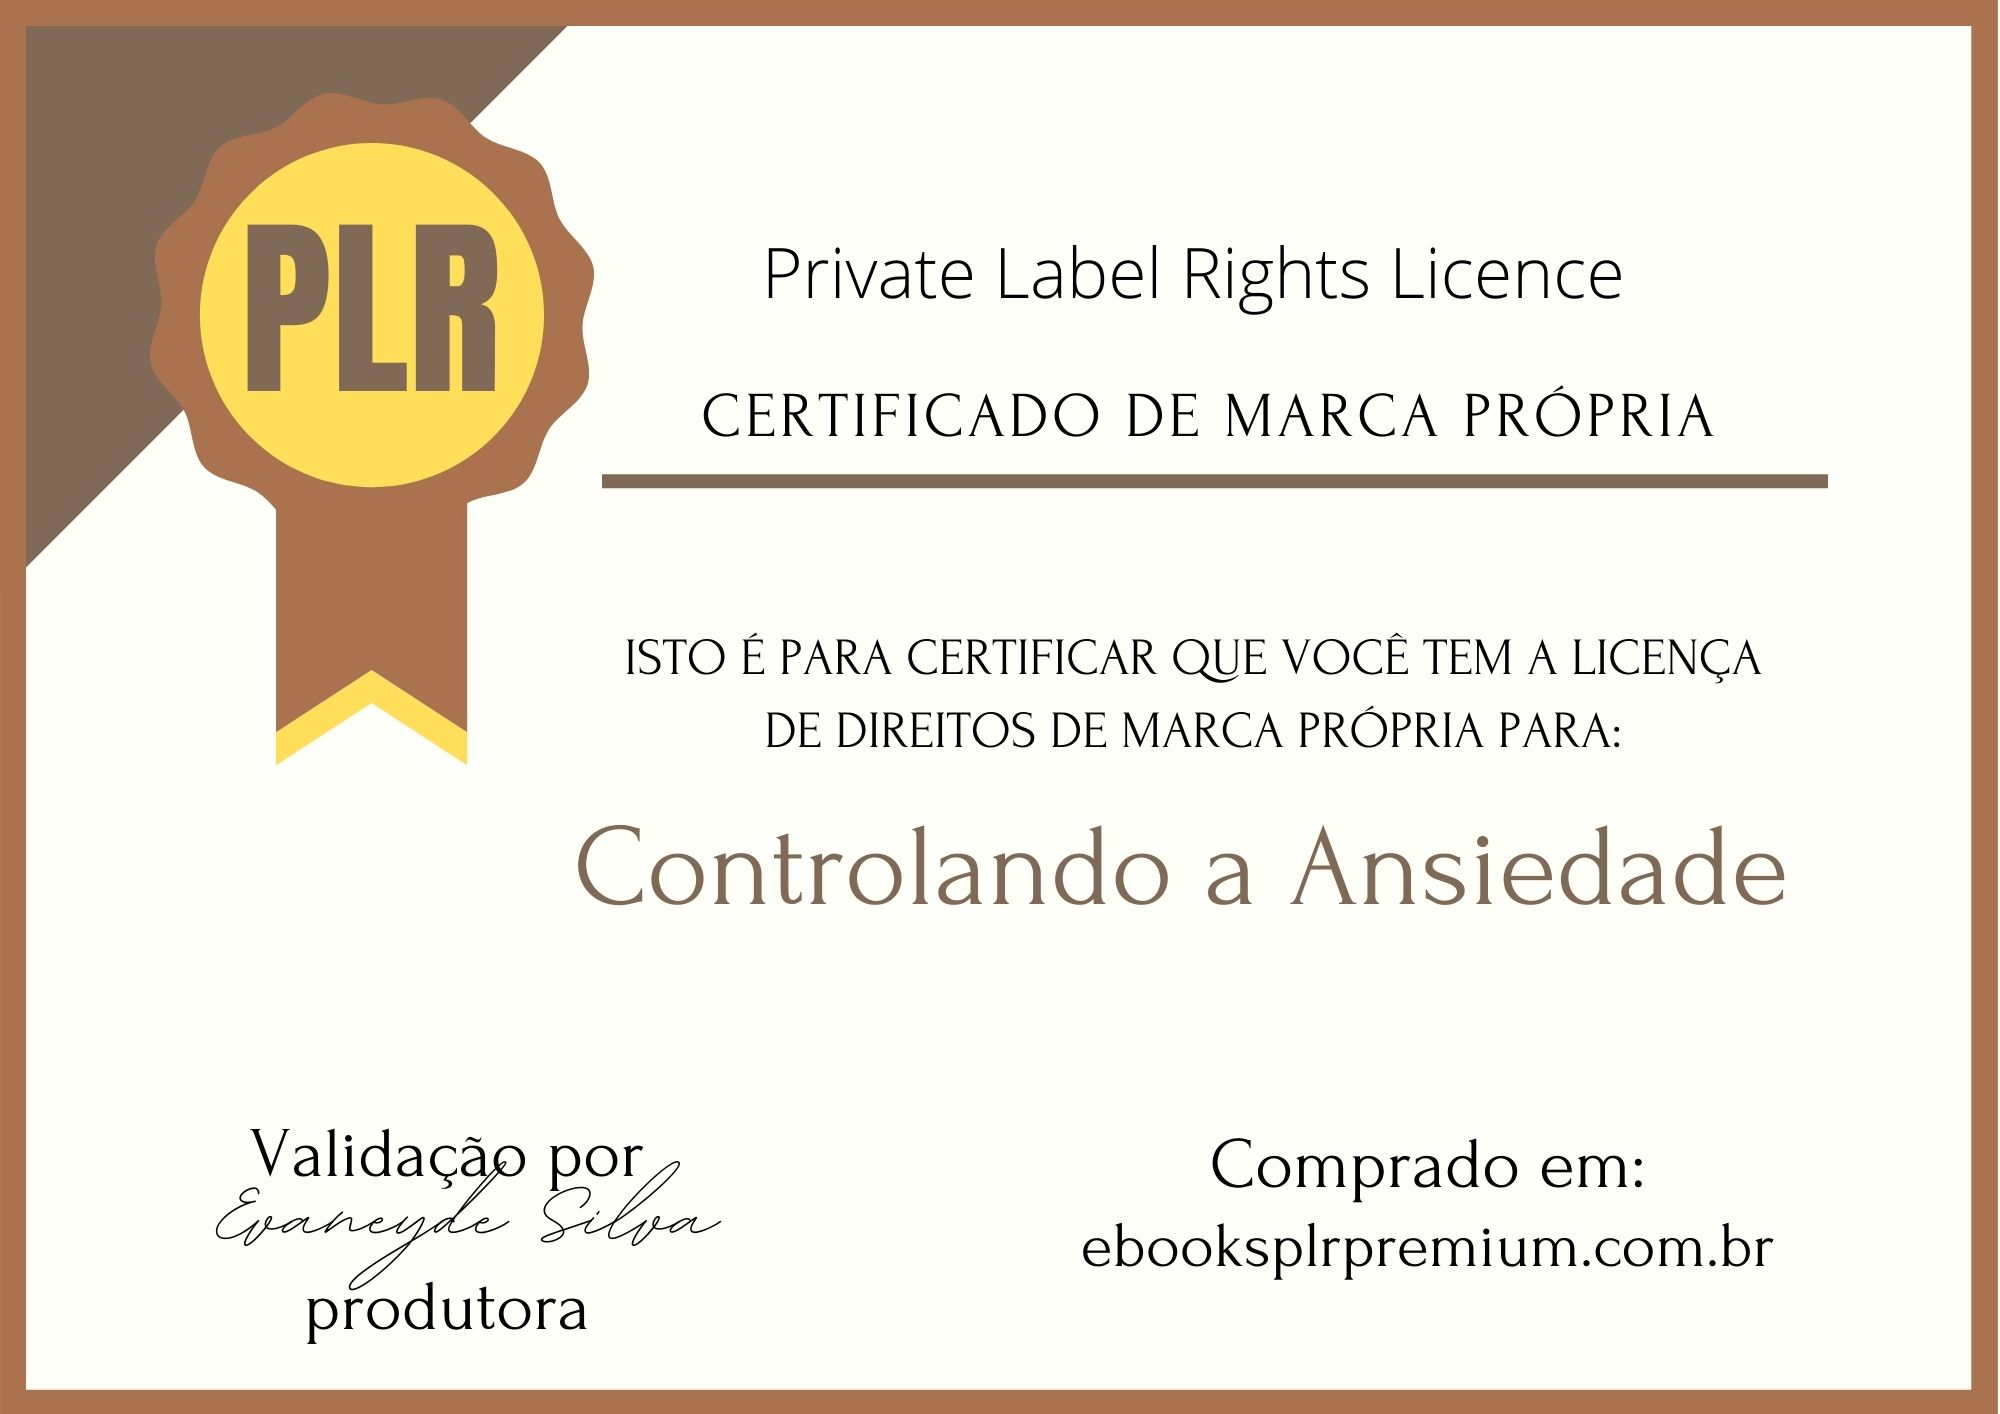 PLR
Private Label Rights Licence
CERTIFICADO DE MARCA PRÓPRIA
ISTO É PARA CERTIFICAR QUE VOCÊ TEM A LICENÇA
DE DIREITOS DE MARCA PRÓPRIA PARA:
Controlando a Ansiedade
Validação por
Evaneyde Silva
produtora
Comprado em:
ebooksplrpremium.com.br